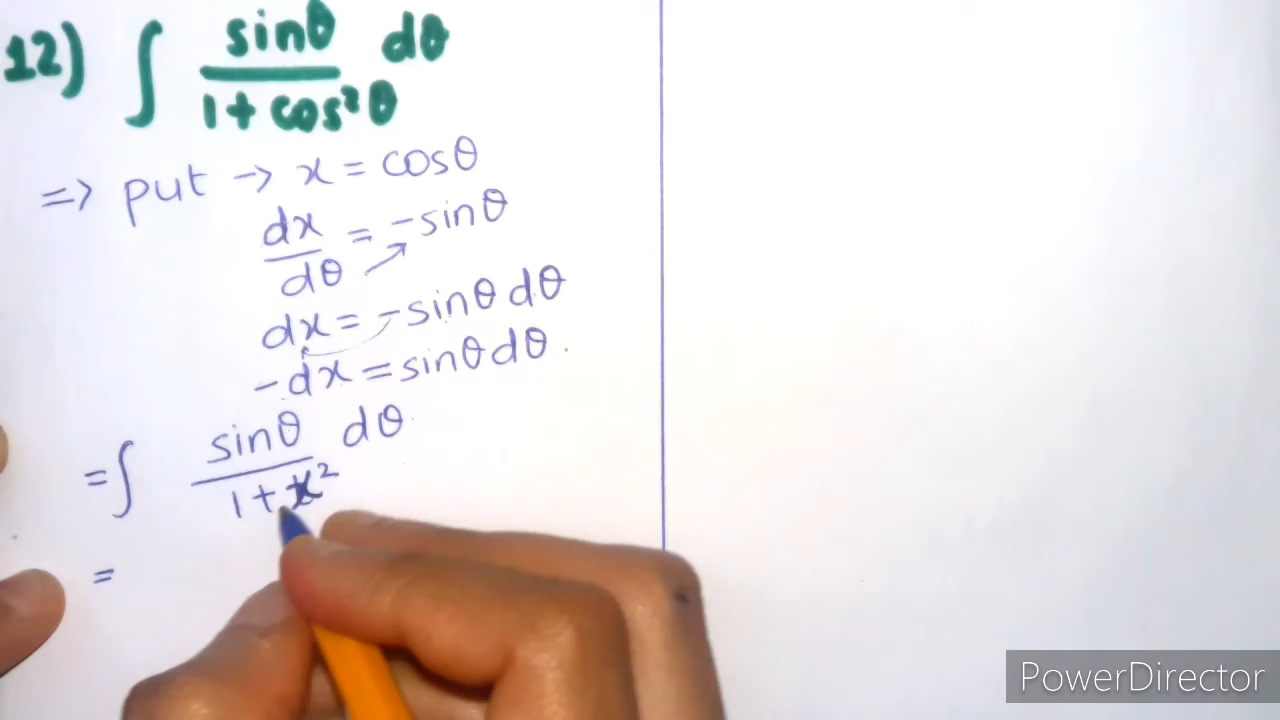 12) ∫ sinθ / 1 + cos²θ dθ
=> put → x = cosθ
dx/dθ = -sinθ
dx = -sinθ dθ
-dx = sinθ dθ
= ∫ sinθ / 1 + x² dθ
=
PowerDirector